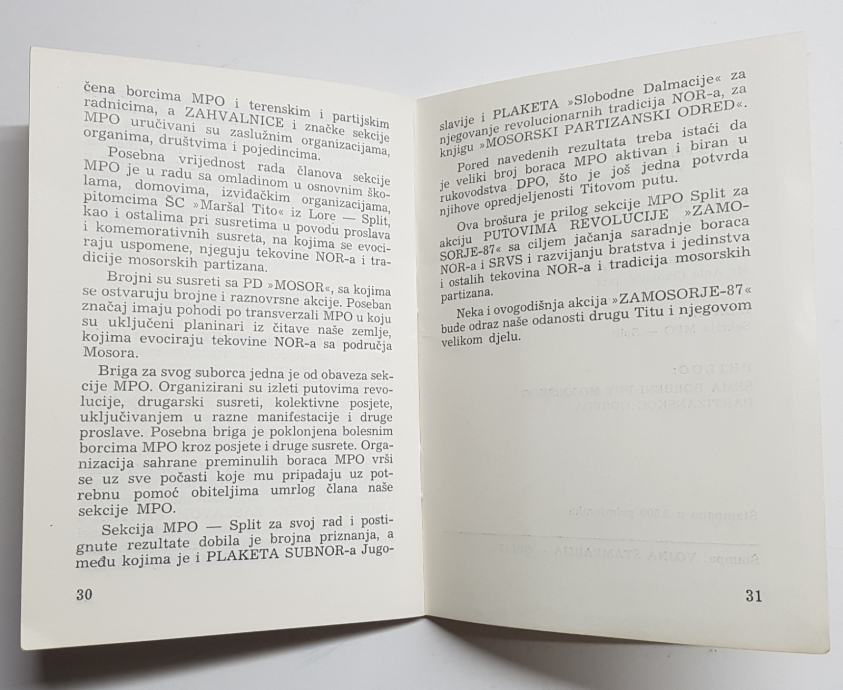 čena borcima MPO i terenskim i partijskim
radnicima, a ZAHVALNICE i značke sekcije
MPO uručivani su zaslužnim organizacijama,
organima, društvima i pojedincima.
Posebna vrijednost rada članova sekcije
MPO je u radu sa omladinom u osnovnim ško-
lama, domovima, izviđačkim organizacijama,
pitomcima ŠC »Maršal Tito« iz Lore — Split,
kao i ostalima pri susretima u povodu proslava
i komemorativnih susreta, na kojima se evoci-
raju uspomene, njeguju tekovine NOR-a i tra-
dicije mosorskih partizana.
Brojni su susreti sa PD »MOSOR«, sa kojima
se ostvaruju brojne i raznovrsne akcije. Poseban
značaj imaju pohodi po transverzali MPO u koju
su uključeni planinari iz čitave naše zemlje,
kojima evociraju tekovine NOR-a sa područja
Mosora.
Briga za svog suborca jedna je od obaveza sek-
cije MPO. Organizirani su izleti putovima revo-
lucije, drugarski susreti, kolektivne posjete,
uključivanjem u razne manifestacije i druge
proslave. Posebna briga je poklonjena bolesnim
borcima MPO kroz posjete i druge susrete. Orga-
nizacija sahrane preminulih boraca MPO vrši
se uz sve počasti koje mu pripadaju uz pot-
rebnu pomoć obiteljima umrlog člana naše
sekcije MPO.
Sekcija MPO — Split za svoj rad i posti-
gnute rezultate dobila je brojna priznanja, a
među kojima je i PLAKETA SUBNOR-a Jugo-
30
slavije i PLAKETA »Slobodne Dalmacije« za
njegovanje revolucionarnih tradicija NOR-a, za
knjigu »MOSORSKI PARTIZANSKI ODRED«.
Pored navedenih rezultata treba istaći da
je veliki broj boraca MPO aktivan i biran u
rukovodstva DPO, što je još jedna potvrda
njihove opredjeljenosti Titovom putu.
Ova brošura je prilog sekcije MPO Split za
akciju PUTOVIMA REVOLUCIJE »ZAMO-
SORJE-87« sa ciljem jačanja saradnje boraca
NOR-a i SRVS i razvijanju bratstva i jedinstva
i ostalih tekovina NOR-a i tradicija mosorskih
partizana.
Neka i ovogodišnja akcija »ZAMOSORJE-87«
bude odraz naše odanosti drugu Titu i njegovom
velikom djelu.
31